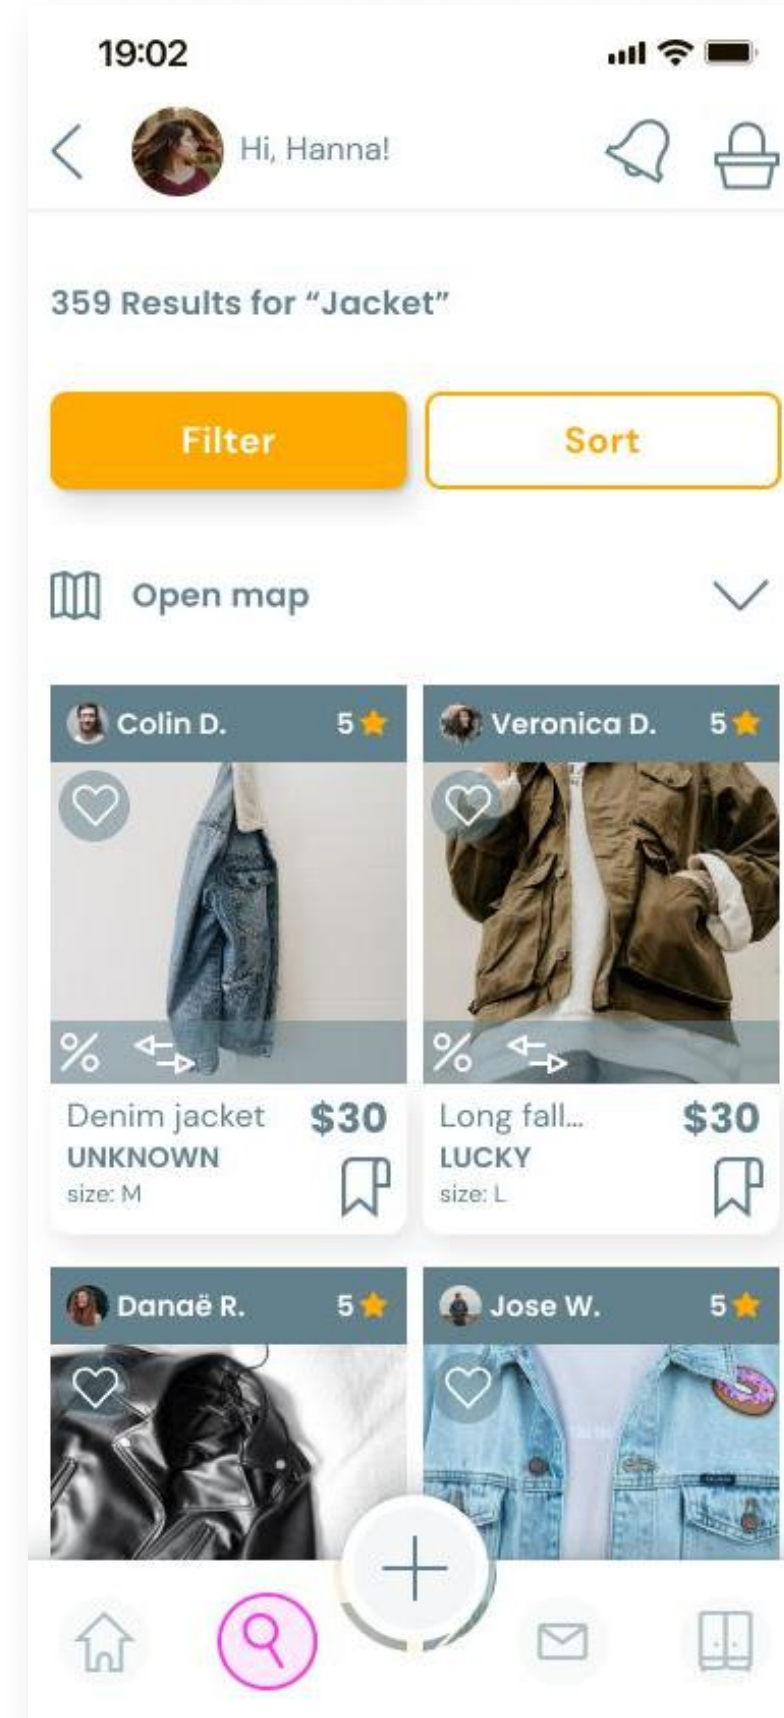 19:02
Hi, Hanna!
359 Results for “Jacket”
Filter
Sort
Open map
Colin D. 5
Veronica D. 5
%
%
Denim jacket $30
UNKNOWN
size: M
Long fall... $30
LUCKY
size: L
Danaë R. 5
Jose W. 5